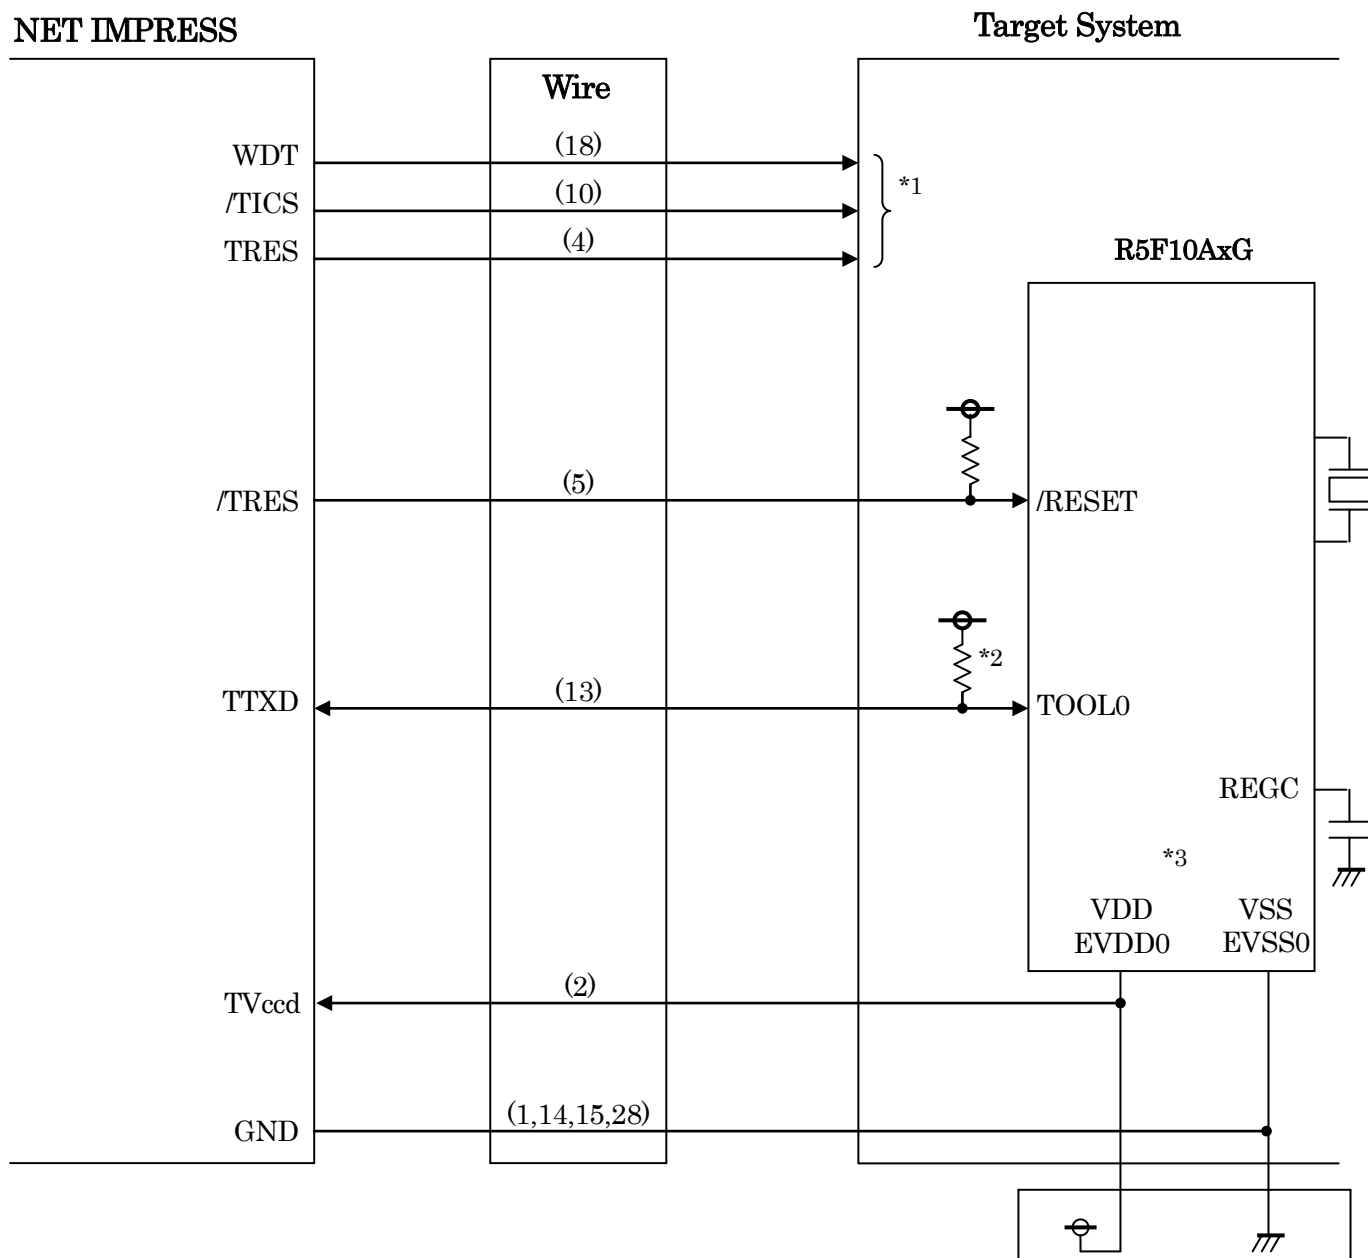 NET IMPRESS
Target System
Wire
WDT
(18)
*1
/TICS
(10)
TRES
(4)
R5F10AxG
/TRES
(5)
/RESET
*2
TTXD
(13)
TOOL0
REGC
*3
VDD
VSS
EVDD0
EVSS0
TVccd
(2)
GND
(1,14,15,28)